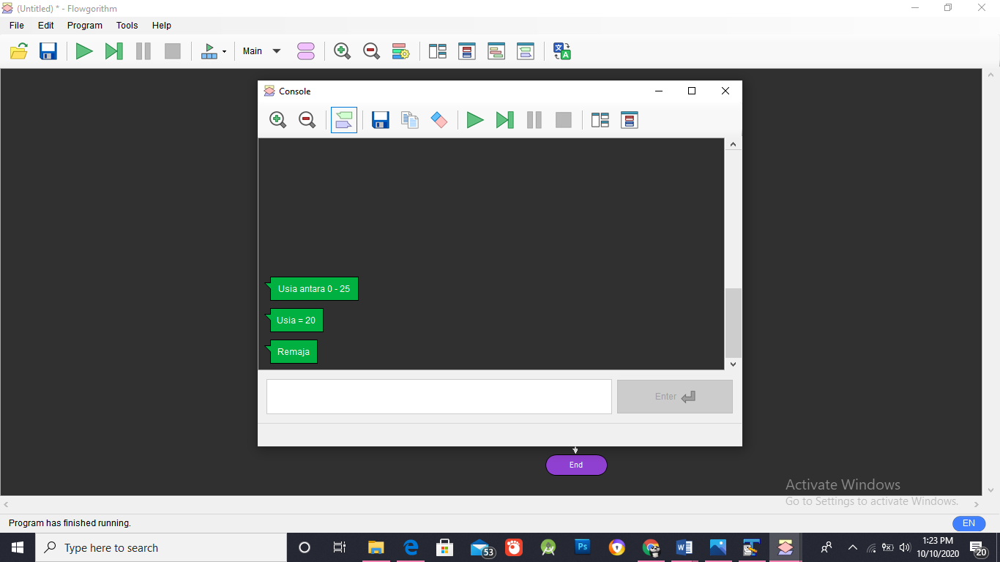 (Untitled) * - Flowgorithm
File Edit Program Tools Help
Main
Console
Usia antara 0 - 25
Usia = 20
Remaja
Enter
End
Activate Windows
Go to Settings to activate Windows.
Program has finished running.
EN
Type here to search
53
Ps
1:23 PM
10/10/2020
20